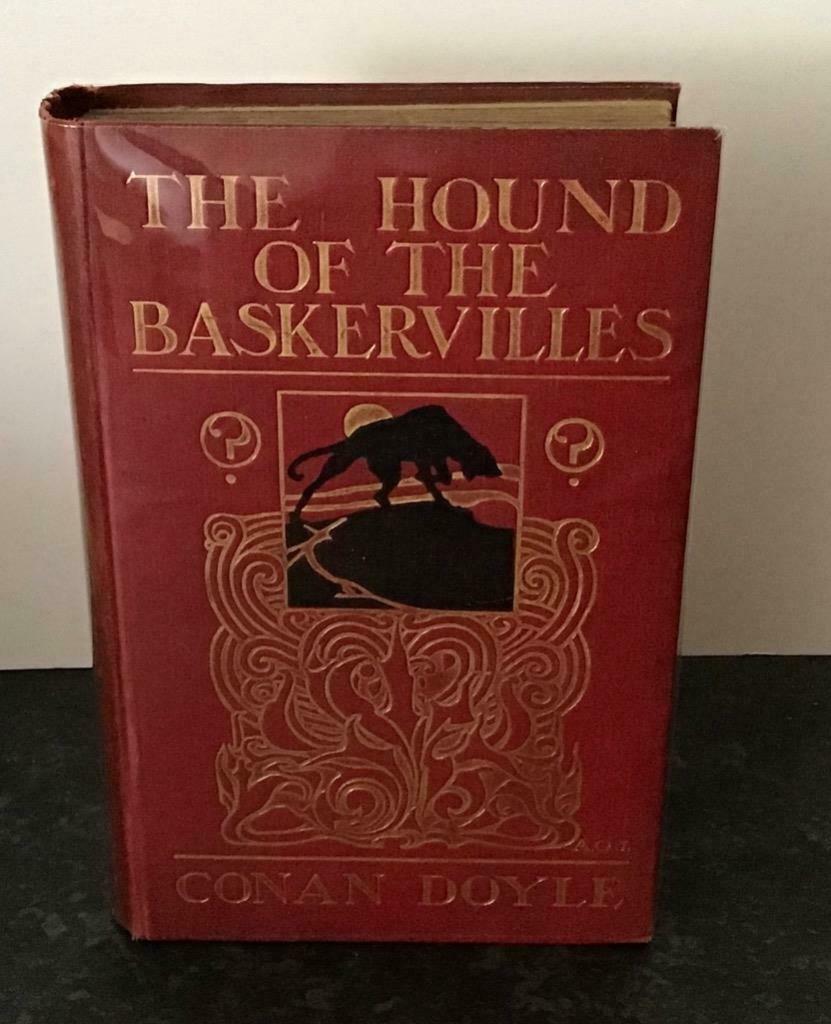 THE HOUND
OF THE
BASKERVILLES
? ?
A.G.J.
CONAN DOYLE